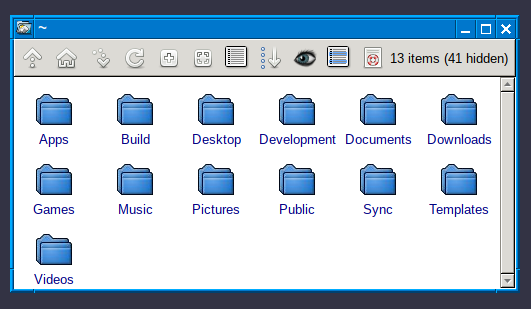 ~
13 items (41 hidden)
Apps Build Desktop Development Documents Downloads
Games Music Pictures Public Sync Templates
Videos